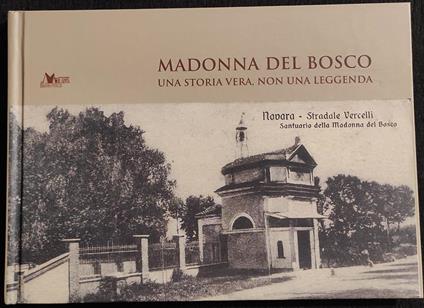 MADONNA DEL BOSCO
UNA STORIA VERA, NON UNA LEGGENDA
Novara - Stradale Vercelli
Santuario della Madonna del Bosco